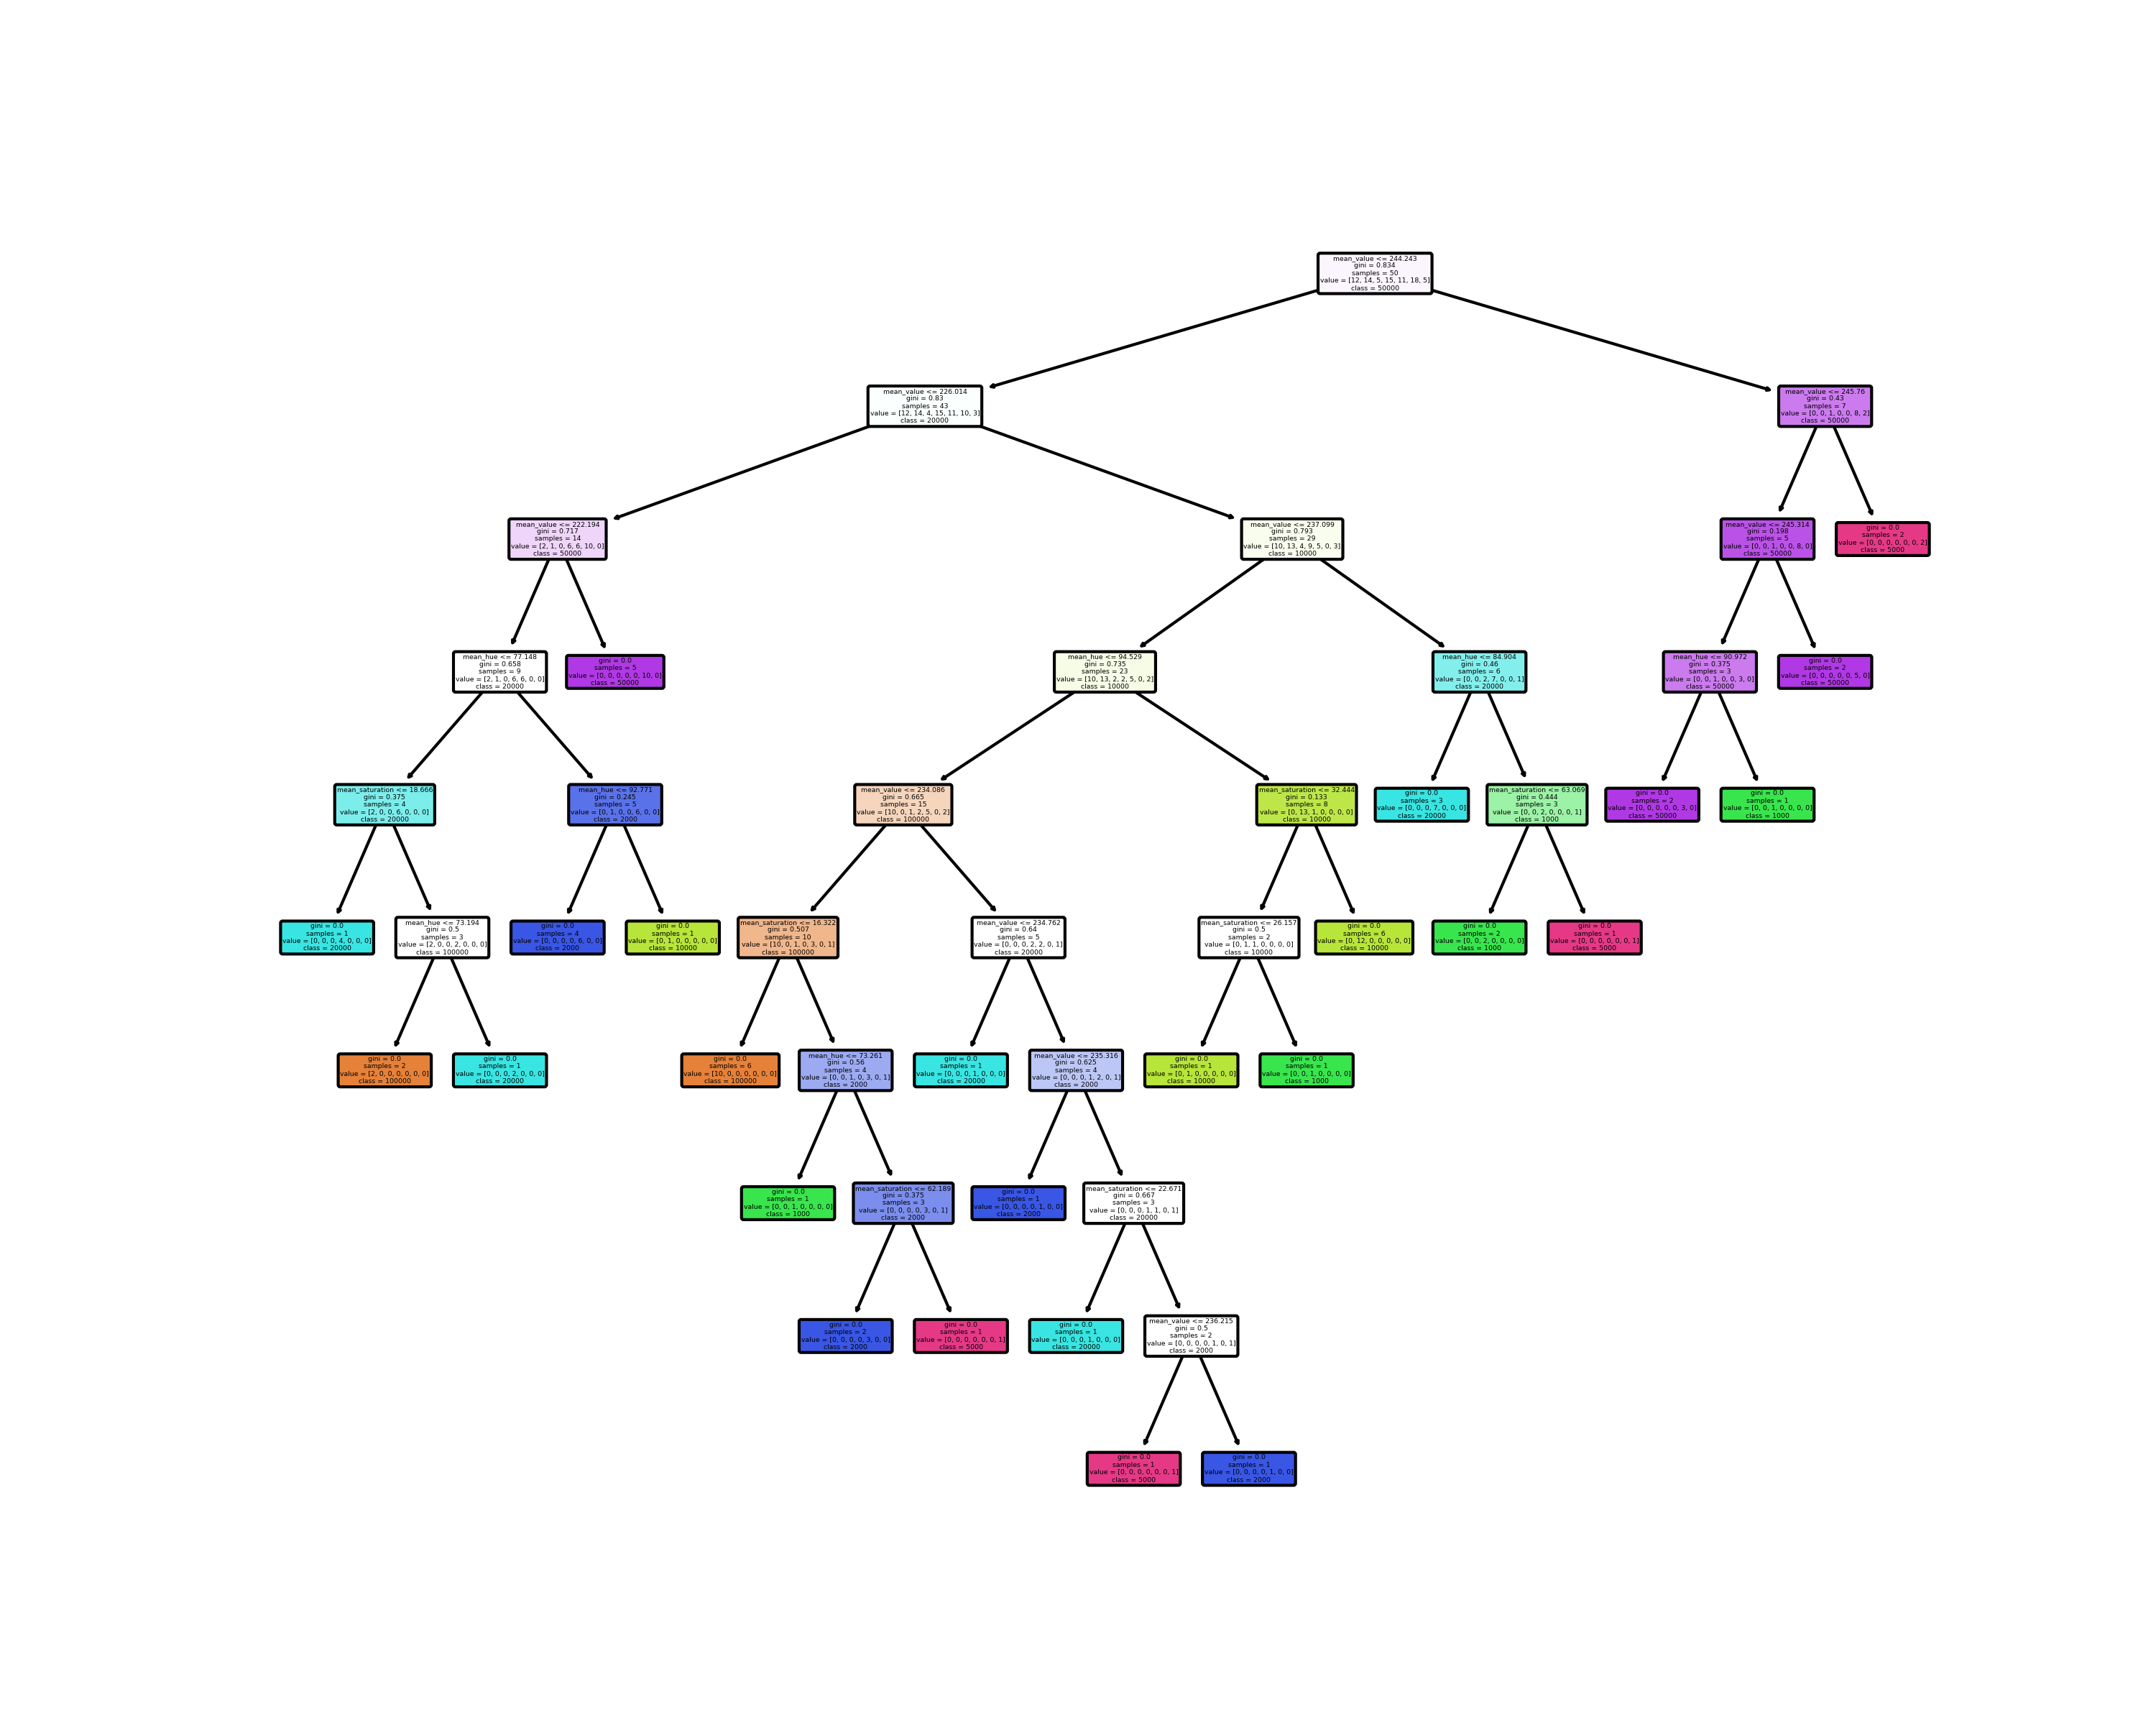 mean_value <= 244.243
gini = 0.834
samples = 50
value = [12, 14, 5, 15, 11, 18, 5]
class = 50000
mean_value <= 226.014
gini = 0.83
samples = 43
value = [12, 14, 4, 15, 11, 10, 3]
class = 20000
mean_value <= 245.76
gini = 0.43
samples = 7
value = [0, 0, 1, 0, 0, 8, 2]
class = 50000
mean_value <= 222.194
gini = 0.717
samples = 14
value = [2, 1, 0, 6, 6, 10, 0]
class = 50000
mean_value <= 237.099
gini = 0.793
samples = 29
value = [10, 13, 4, 9, 5, 0, 3]
class = 10000
mean_value <= 245.314
gini = 0.198
samples = 5
value = [0, 0, 1, 0, 0, 8, 0]
class = 50000
gini = 0.0
samples = 2
value = [0, 0, 0, 0, 0, 0, 2]
class = 5000
mean_hue <= 77.148
gini = 0.658
samples = 9
value = [2, 1, 0, 6, 6, 0, 0]
class = 20000
gini = 0.0
samples = 5
value = [0, 0, 0, 0, 0, 10, 0]
class = 50000
mean_hue <= 94.529
gini = 0.735
samples = 23
value = [10, 13, 2, 2, 5, 0, 2]
class = 10000
mean_hue <= 84.904
gini = 0.46
samples = 6
value = [0, 0, 2, 7, 0, 0, 1]
class = 20000
mean_hue <= 90.972
gini = 0.375
samples = 3
value = [0, 0, 1, 0, 0, 3, 0]
class = 50000
gini = 0.0
samples = 2
value = [0, 0, 0, 0, 0, 5, 0]
class = 50000
mean_saturation <= 18.666
gini = 0.375
samples = 4
value = [2, 0, 0, 6, 0, 0, 0]
class = 20000
mean_hue <= 92.771
gini = 0.245
samples = 5
value = [0, 1, 0, 0, 6, 0, 0]
class = 2000
mean_value <= 234.086
gini = 0.665
samples = 15
value = [10, 0, 1, 2, 5, 0, 2]
class = 100000
mean_saturation <= 32.444
gini = 0.133
samples = 8
value = [0, 13, 1, 0, 0, 0, 0]
class = 10000
gini = 0.0
samples = 3
value = [0, 0, 0, 7, 0, 0, 0]
class = 20000
mean_saturation <= 63.069
gini = 0.444
samples = 3
value = [0, 0, 2, 0, 0, 0, 1]
class = 1000
gini = 0.0
samples = 2
value = [0, 0, 0, 0, 0, 3, 0]
class = 50000
gini = 0.0
samples = 1
value = [0, 0, 1, 0, 0, 0, 0]
class = 1000
gini = 0.0
samples = 1
value = [0, 0, 0, 4, 0, 0, 0]
class = 20000
mean_hue <= 73.194
gini = 0.5
samples = 3
value = [2, 0, 0, 2, 0, 0, 0]
class = 100000
gini = 0.0
samples = 4
value = [0, 0, 0, 0, 6, 0, 0]
class = 2000
gini = 0.0
samples = 1
value = [0, 1, 0, 0, 0, 0, 0]
class = 10000
mean_saturation <= 16.322
gini = 0.507
samples = 10
value = [10, 0, 1, 0, 3, 0, 1]
class = 100000
mean_value <= 234.762
gini = 0.64
samples = 5
value = [0, 0, 0, 2, 2, 0, 1]
class = 20000
mean_saturation <= 26.157
gini = 0.5
samples = 2
value = [0, 1, 1, 0, 0, 0, 0]
class = 10000
gini = 0.0
samples = 6
value = [0, 12, 0, 0, 0, 0, 0]
class = 10000
gini = 0.0
samples = 2
value = [0, 0, 2, 0, 0, 0, 0]
class = 1000
gini = 0.0
samples = 1
value = [0, 0, 0, 0, 0, 0, 1]
class = 5000
gini = 0.0
samples = 2
value = [2, 0, 0, 0, 0, 0, 0]
class = 100000
gini = 0.0
samples = 1
value = [0, 0, 0, 2, 0, 0, 0]
class = 20000
gini = 0.0
samples = 6
value = [10, 0, 0, 0, 0, 0, 0]
class = 100000
mean_hue <= 73.261
gini = 0.56
samples = 4
value = [0, 0, 1, 0, 3, 0, 1]
class = 2000
gini = 0.0
samples = 1
value = [0, 0, 0, 1, 0, 0, 0]
class = 20000
mean_value <= 235.316
gini = 0.625
samples = 4
value = [0, 0, 0, 1, 2, 0, 1]
class = 2000
gini = 0.0
samples = 1
value = [0, 1, 0, 0, 0, 0, 0]
class = 10000
gini = 0.0
samples = 1
value = [0, 0, 1, 0, 0, 0, 0]
class = 1000
gini = 0.0
samples = 1
value = [0, 0, 1, 0, 0, 0, 0]
class = 1000
mean_saturation <= 62.189
gini = 0.375
samples = 3
value = [0, 0, 0, 0, 3, 0, 1]
class = 2000
gini = 0.0
samples = 1
value = [0, 0, 0, 0, 1, 0, 0]
class = 2000
mean_saturation <= 22.671
gini = 0.667
samples = 3
value = [0, 0, 0, 1, 1, 0, 1]
class = 20000
gini = 0.0
samples = 2
value = [0, 0, 0, 0, 3, 0, 0]
class = 2000
gini = 0.0
samples = 1
value = [0, 0, 0, 0, 0, 0, 1]
class = 5000
gini = 0.0
samples = 1
value = [0, 0, 0, 1, 0, 0, 0]
class = 20000
mean_value <= 236.215
gini = 0.5
samples = 2
value = [0, 0, 0, 0, 1, 0, 1]
class = 2000
gini = 0.0
samples = 1
value = [0, 0, 0, 0, 0, 0, 1]
class = 5000
gini = 0.0
samples = 1
value = [0, 0, 0, 0, 1, 0, 0]
class = 2000